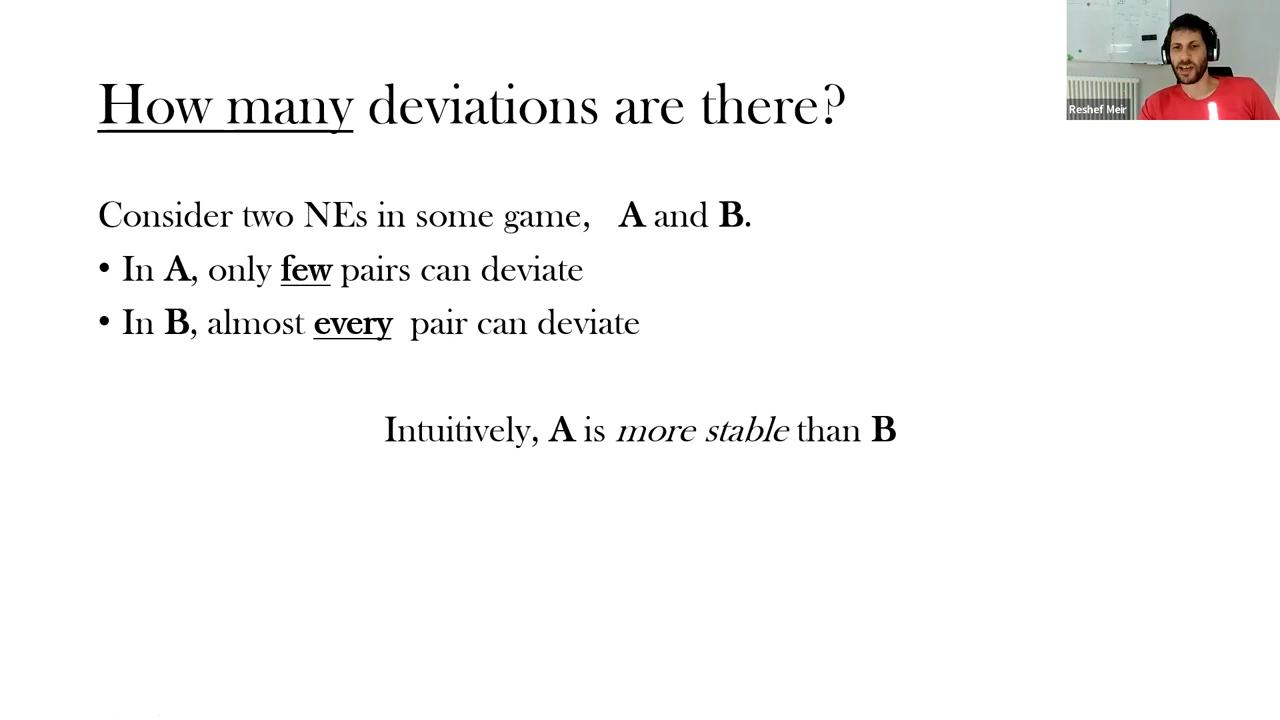 How many deviations are there?
Reshef Meir
Consider two NEs in some game, A and B.
• In A, only few pairs can deviate
• In B, almost every pair can deviate
Intuitively, A is more stable than B